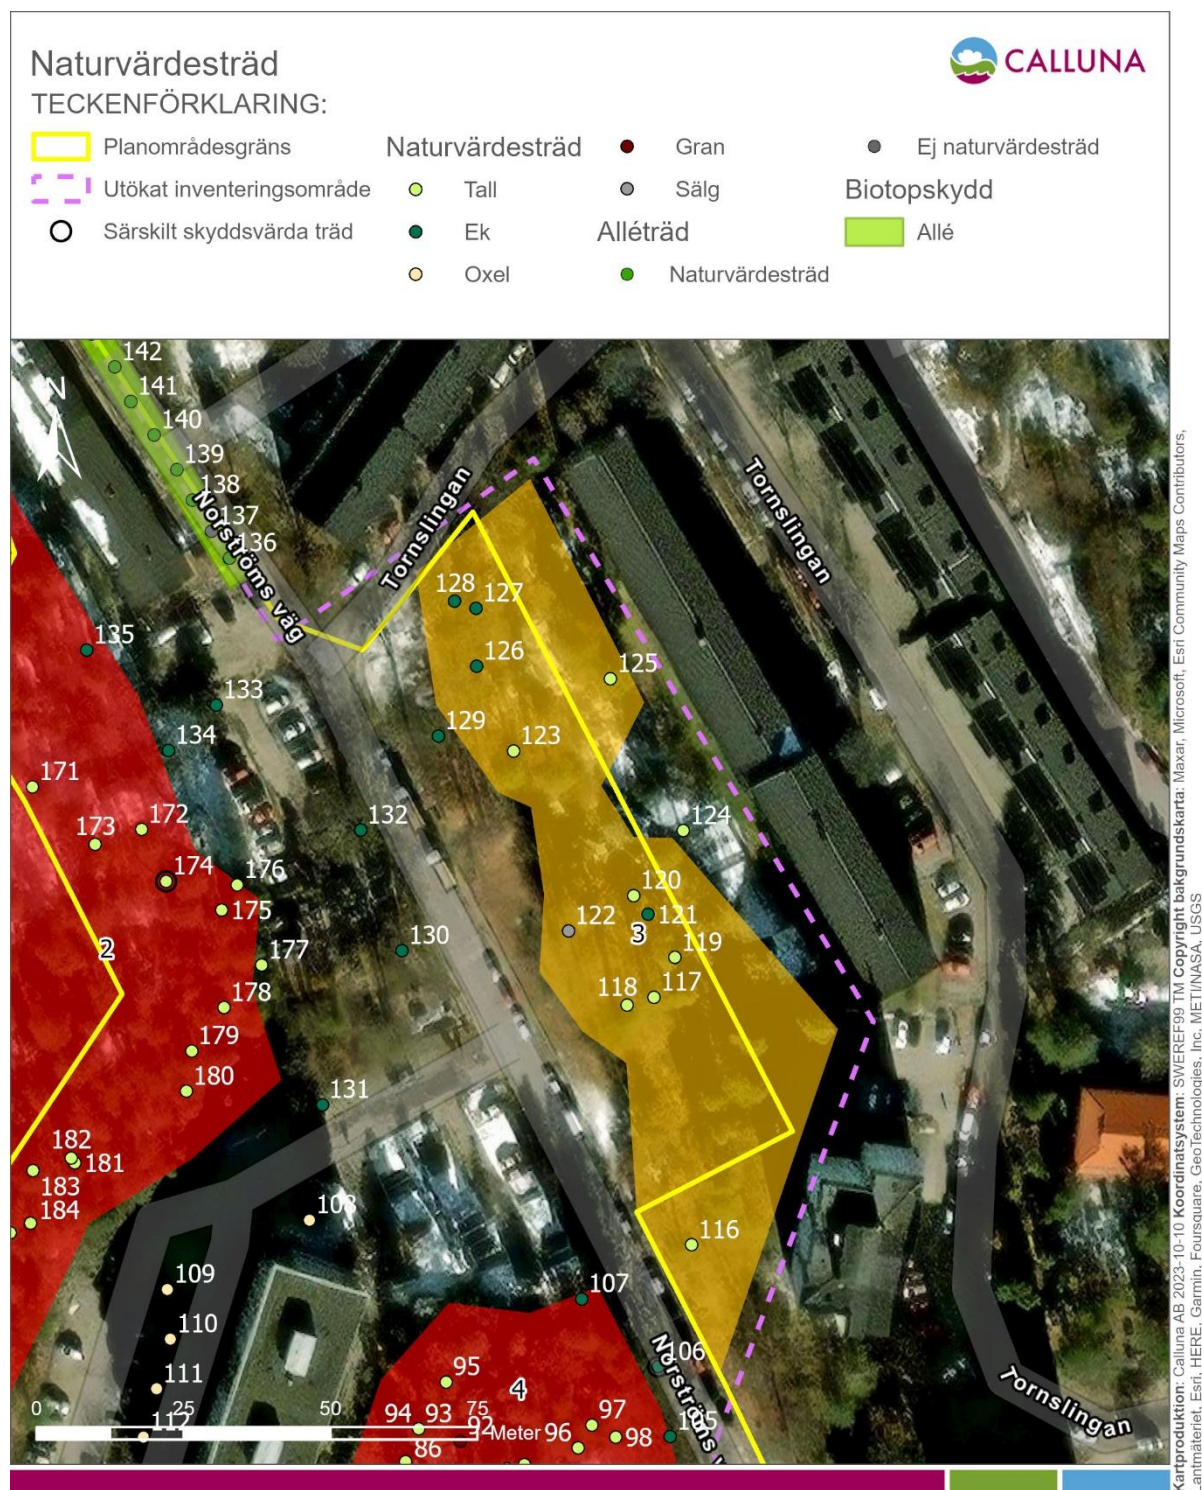 Naturvärdesträd
CALLUNA
TECKENFÖRKLARING:
Planområdesgräns
Utökat inventeringsområde
Särskilt skyddsvärda träd
Naturvärdesträd
Tall
Ek
Oxel
Gran
Sälg
Alléträd
Naturvärdesträd
Ej naturvärdesträd
Biotopskydd
Allé
142
141
140
139
138
137
136
N
Norströms väg
Tornslingan
Tornslingan
128
127
126
125
129
123
135
133
134
132
124
171
172
173
174
176
175
120
122
121
3
119
130
2
177
118
117
178
179
180
131
182
181
183
184
108
116
109
107
110
106
111
95
4
Norströms v
Tornslingan
0
25
50
75
Meter
112
94
93
92
97
105
96
98
86
Kartproduktion: Calluna AB 2023-10-10 Koordinatsystem: SWEREF99 TM Copyright bakgrundskarta: Maxar, Microsoft, Esri Community Maps Contributors,
Lantmäteriet, Esri, HERE, Garmin, Foursquare, GeoTechnologies, Inc, METI/NASA, USGS